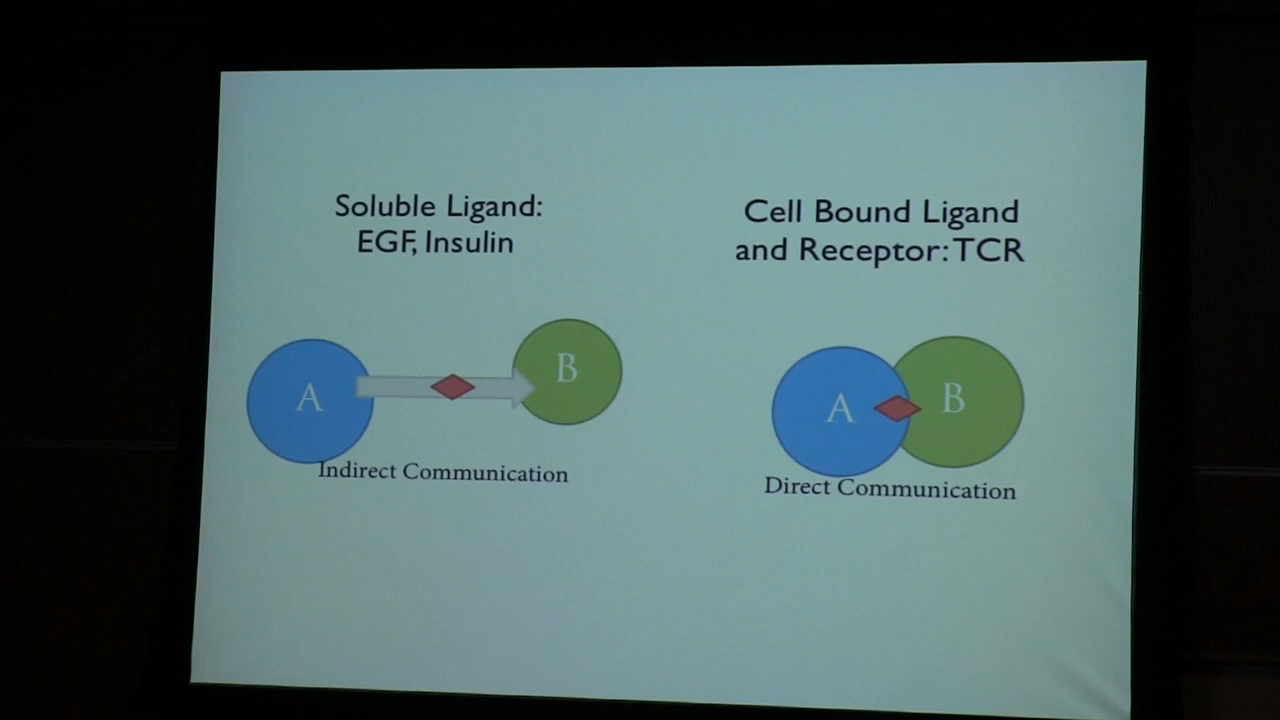 Soluble Ligand:
EGF, Insulin
A
B
Indirect Communication
Cell Bound Ligand
and Receptor: TCR
A
B
Direct Communication